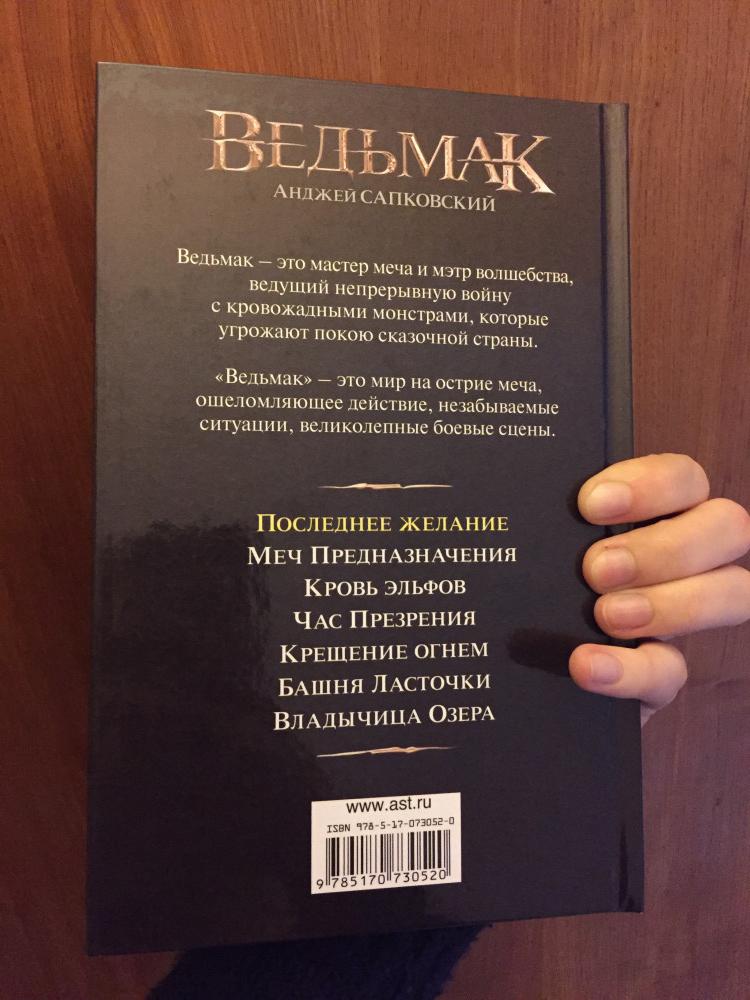 ВЕДЬМАК
АНДЖЕЙ САПКОВСКИЙ
Ведьмак – это мастер меча и мэтр волшебства,
ведущий непрерывную войну
с кровожадными монстрами, которые
угрожают покою сказочной страны.
«Ведьмак» – это мир на острие меча,
ошеломляющее действие, незабываемые
ситуации, великолепные боевые сцены.
ПОСЛЕДНЕЕ ЖЕЛАНИЕ
МЕЧ ПРЕДНАЗНАЧЕНИЯ
КРОВЬ ЭЛЬФОВ
ЧАС ПРЕЗРЕНИЯ
КРЕЩЕНИЕ ОГНЕМ
БАШНЯ ЛАСТОЧКИ
ВЛАДЫЧИЦА ОЗЕРА
www.ast.ru
ISBN 978-5-17-073052-0
9 785170 730520